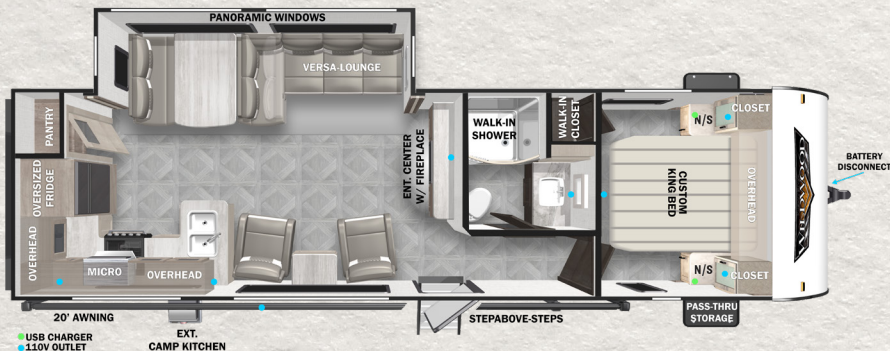 PANORAMIC WINDOWS
VERSA-LOUNGE
PANTRY
OVERSIZED
FRIDGE
OVERHEAD
MICRO
OVERHEAD
ENT. CENTER
W/ FIREPLACE
WALK-IN
SHOWER
WALK-IN
CLOSET
CUSTOM
KING BED
OVERHEAD
N/S
CLOSET
N/S
CLOSET
BATTERY
DISCONNECT
WILDWOOD
PASS-THRU
STORAGE
20' AWNING
EXT.
CAMP KITCHEN
STEPABOVE-STEPS
USB CHARGER
110V OUTLET